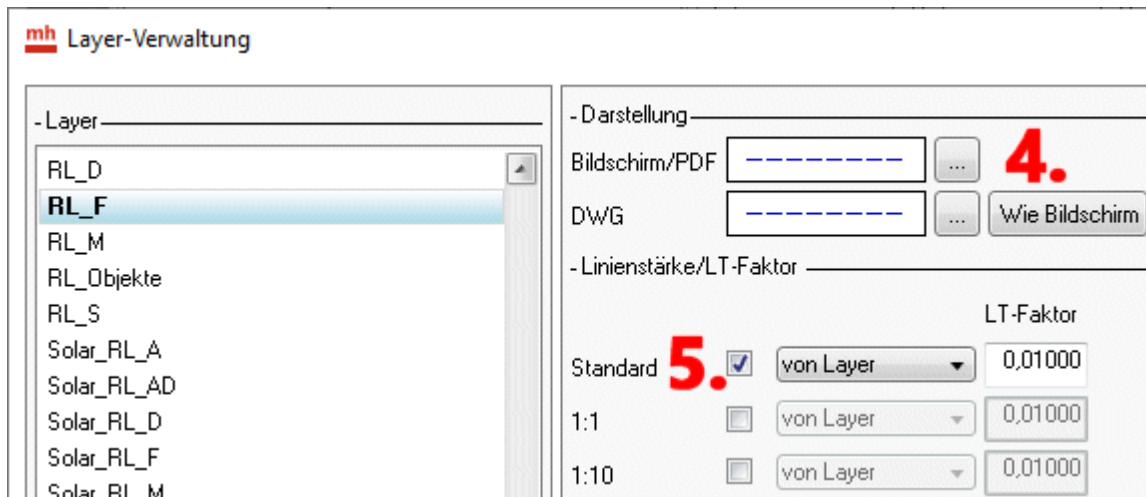 mh Layer-Verwaltung
- Layer
RL_D
RL_F
RL_M
RL_Objekte
RL_S
Solar_RL_A
Solar_RL_AD
Solar_RL_D
Solar_RL_F
Solar_RL_M
- Darstellung
Bildschirm/PDF ... 4.
DWG ... Wie Bildschirm
- Linienstärke/LT-Faktor
LT-Faktor
Standard 5. von Layer 0,01000
1:1 von Layer 0,01000
1:10 von Layer 0,01000